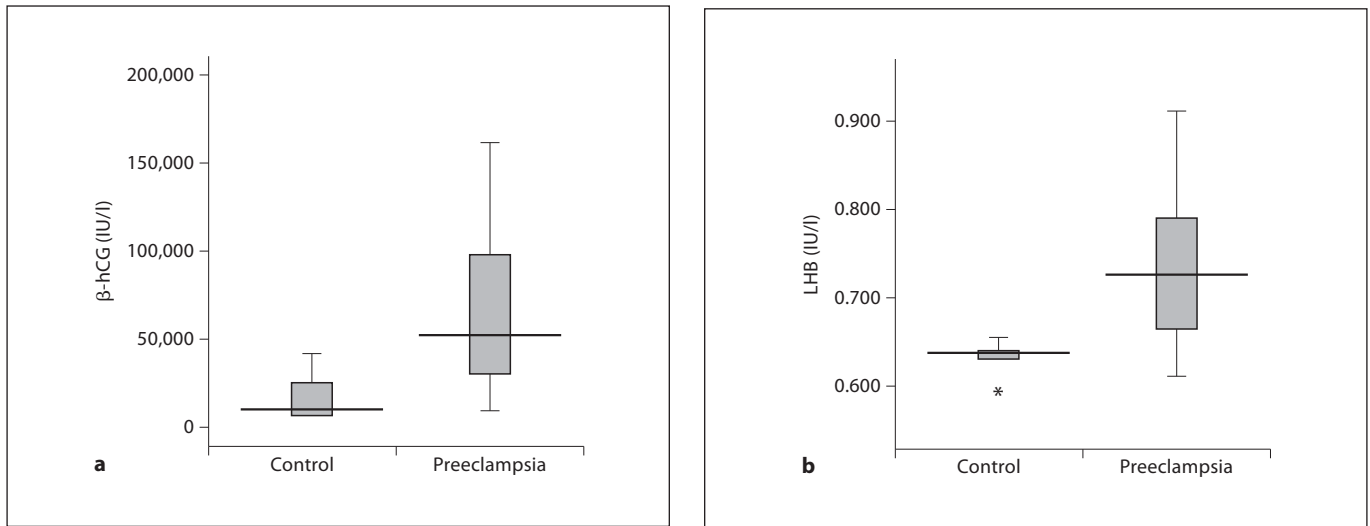 200,000
150,000
100,000
50,000
0
β-hCG (IU/l)
Control
Preeclampsia
a
0.900
0.800
0.700
0.600
LHB (IU/l)
*
Control
Preeclampsia
b